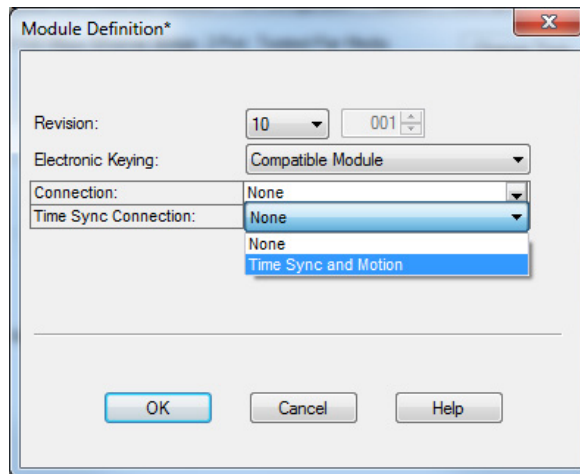 Module Definition*
Revision: 10 001
Electronic Keying: Compatible Module
Connection: None
Time Sync Connection: None
None
Time Sync and Motion
OK Cancel Help